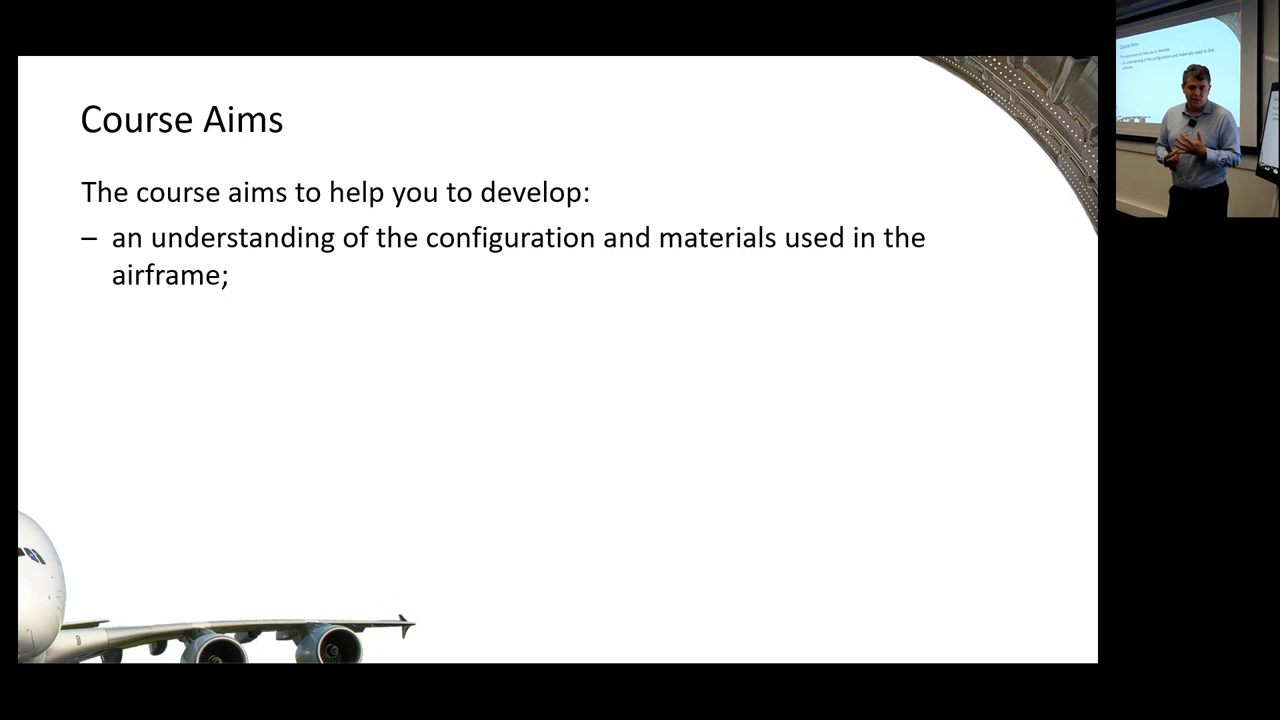 Course Aims
The course aims to help you to develop:
– an understanding of the configuration and materials used in the
airframe;